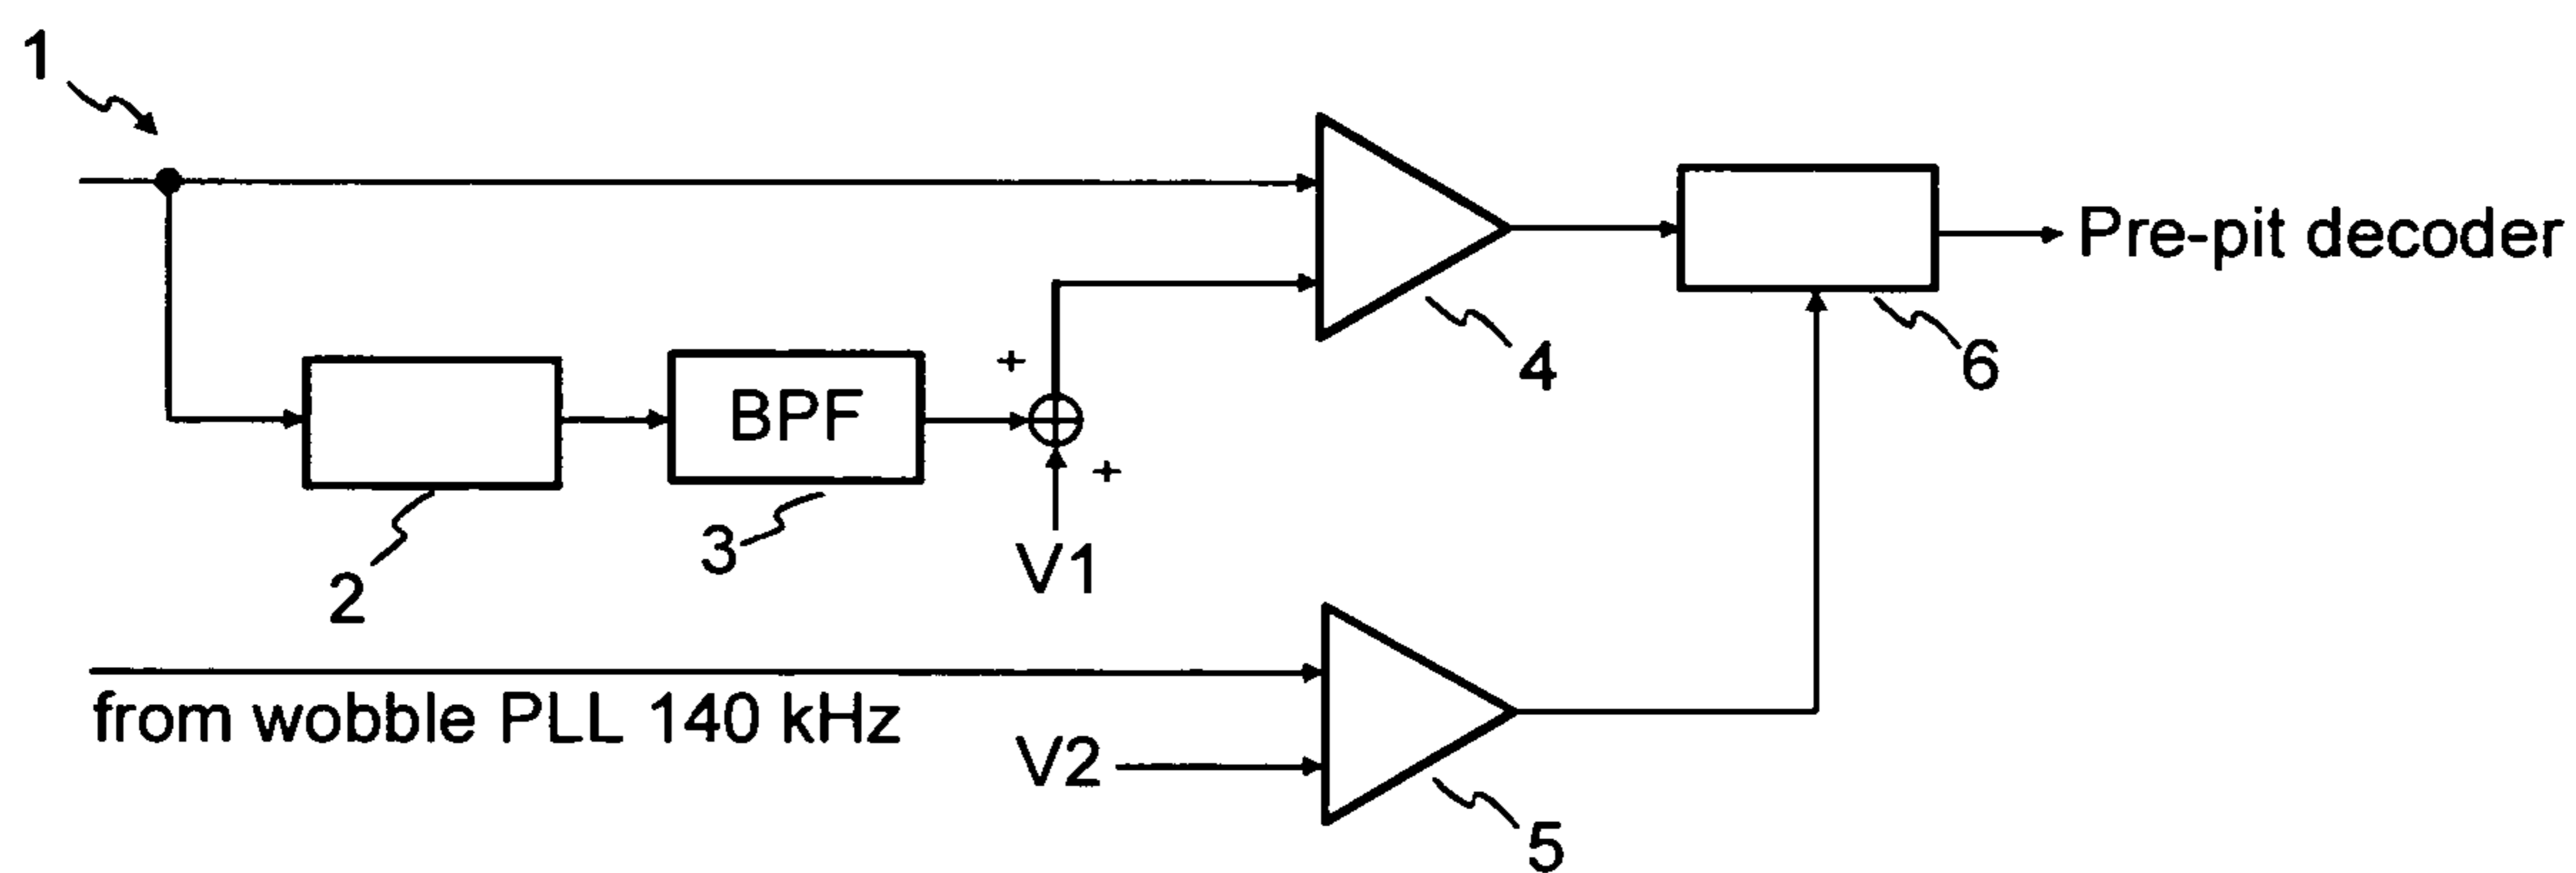 1
Pre-pit decoder
4
6
+
BPF
+
3
V1
2
from wobble PLL 140 kHz
V2
5